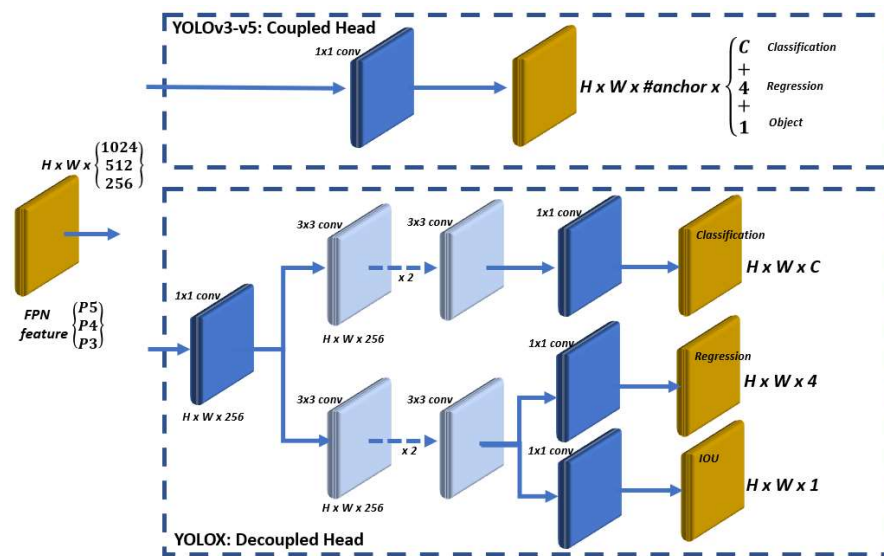 YOLOv3-v5: Coupled Head
1x1 conv
H x W x #anchor x { C + 4 + 1
Classification
Regression
Object
H x W x { 1024 512 256 }
FPN feature { P5 P4 P3 }
1x1 conv
H x W x 256
3x3 conv
x 2
3x3 conv
H x W x 256
1x1 conv
Classification
H x W x C
3x3 conv
x 2
3x3 conv
H x W x 256
1x1 conv
Regression
H x W x 4
1x1 conv
IOU
H x W x 1
YOLOX: Decoupled Head